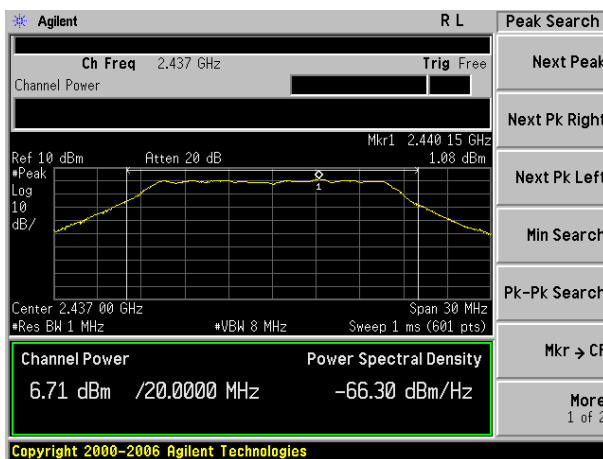 Agilent R L Peak Search
Ch Freq 2.437 GHz Trig Free
Channel Power
Mkr1 2.440 15 GHz
Ref 10 dBm Atten 20 dB 1.08 dBm
#Peak
Log
10
dB/
1
Center 2.437 00 GHz Span 30 MHz
#Res BW 1 MHz #VBW 8 MHz Sweep 1 ms (601 pts)
Channel Power Power Spectral Density
6.71 dBm /20.0000 MHz -66.30 dBm/Hz
Copyright 2000-2006 Agilent Technologies
Next Peak
Next Pk Right
Next Pk Left
Min Search
Pk-Pk Search
Mkr → CF
More
1 of 2